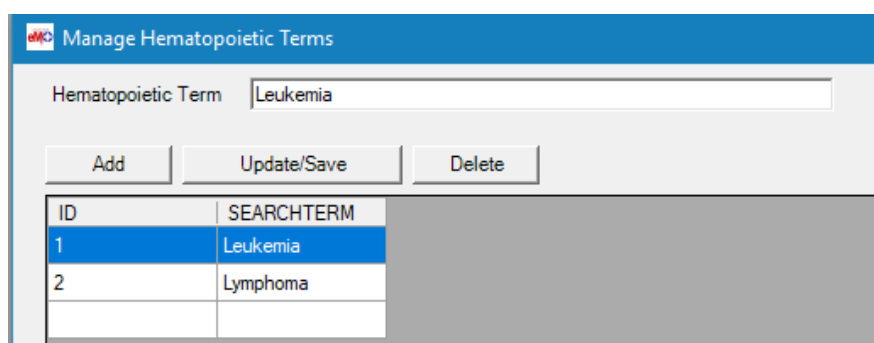 Manage Hematopoietic Terms
Hematopoietic Term Leukemia
Add Update/Save Delete
ID SEARCHTERM
1 Leukemia
2 Lymphoma